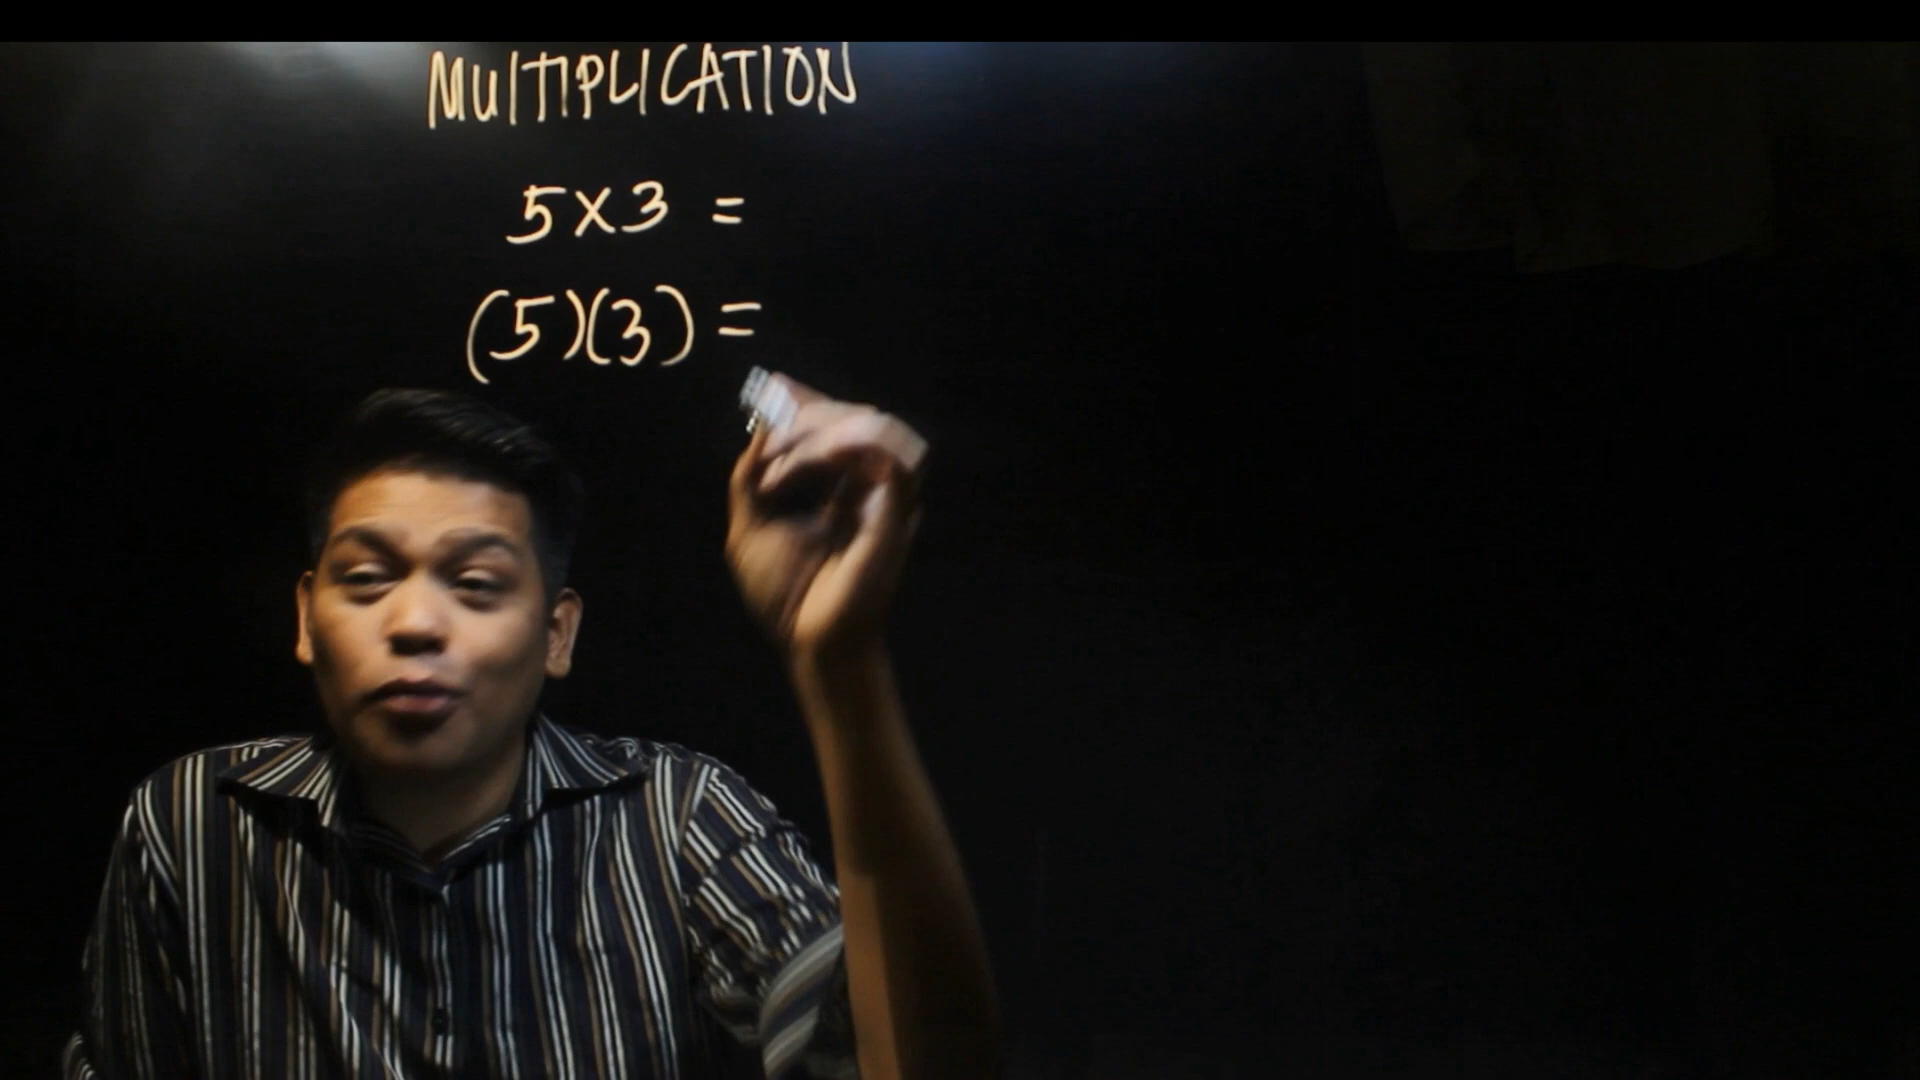 MULTIPLICATION
5x3 =
(5)(3) =